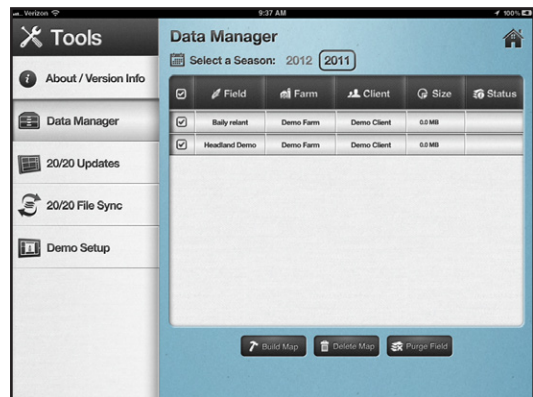 Verizon
9:37 AM
100%
Tools
About / Version Info
Data Manager
20/20 Updates
20/20 File Sync
Demo Setup
Data Manager
Select a Season: 2012 2011
Field Farm Client Size Status
Baily relant Demo Farm Demo Client 0.0 MB
Headland Demo Demo Farm Demo Client 0.0 MB
Build Map Delete Map Purge Field